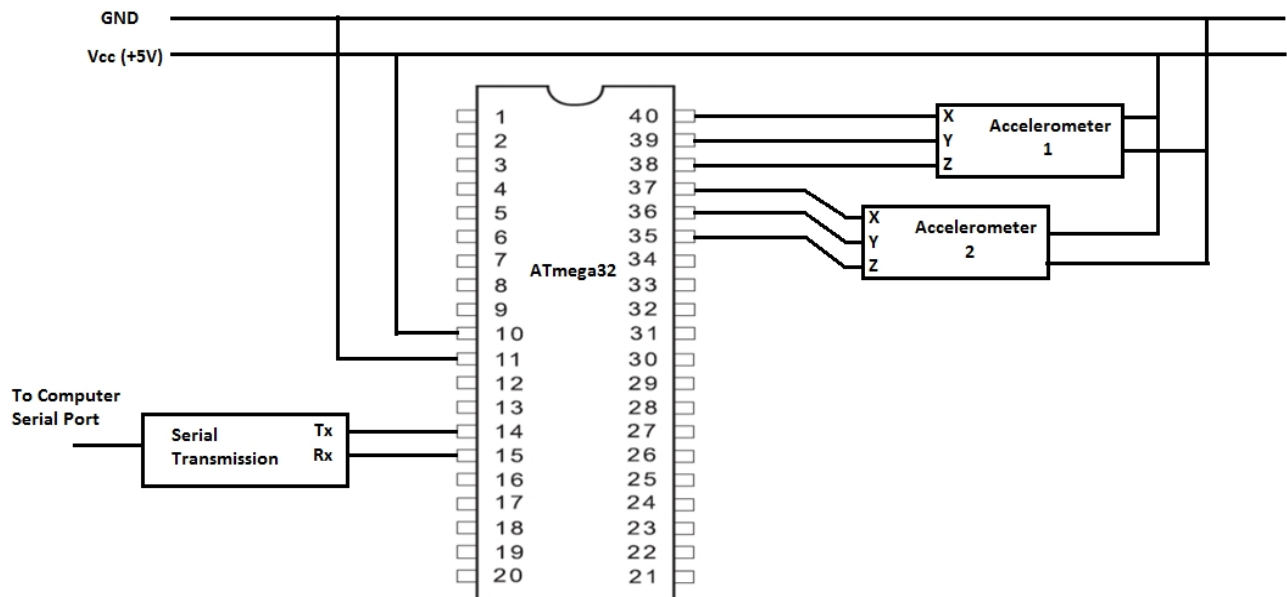 GND
Vcc (+5V)
1
2
3
4
5
6
7
8
9
10
11
12
13
14
15
16
17
18
19
20
ATmega32
40
39
38
37
36
35
34
33
32
31
30
29
28
27
26
25
24
23
22
21
X
Y
Z
Accelerometer
1
X
Y
Z
Accelerometer
2
To Computer
Serial Port
Serial
Transmission
Tx
Rx